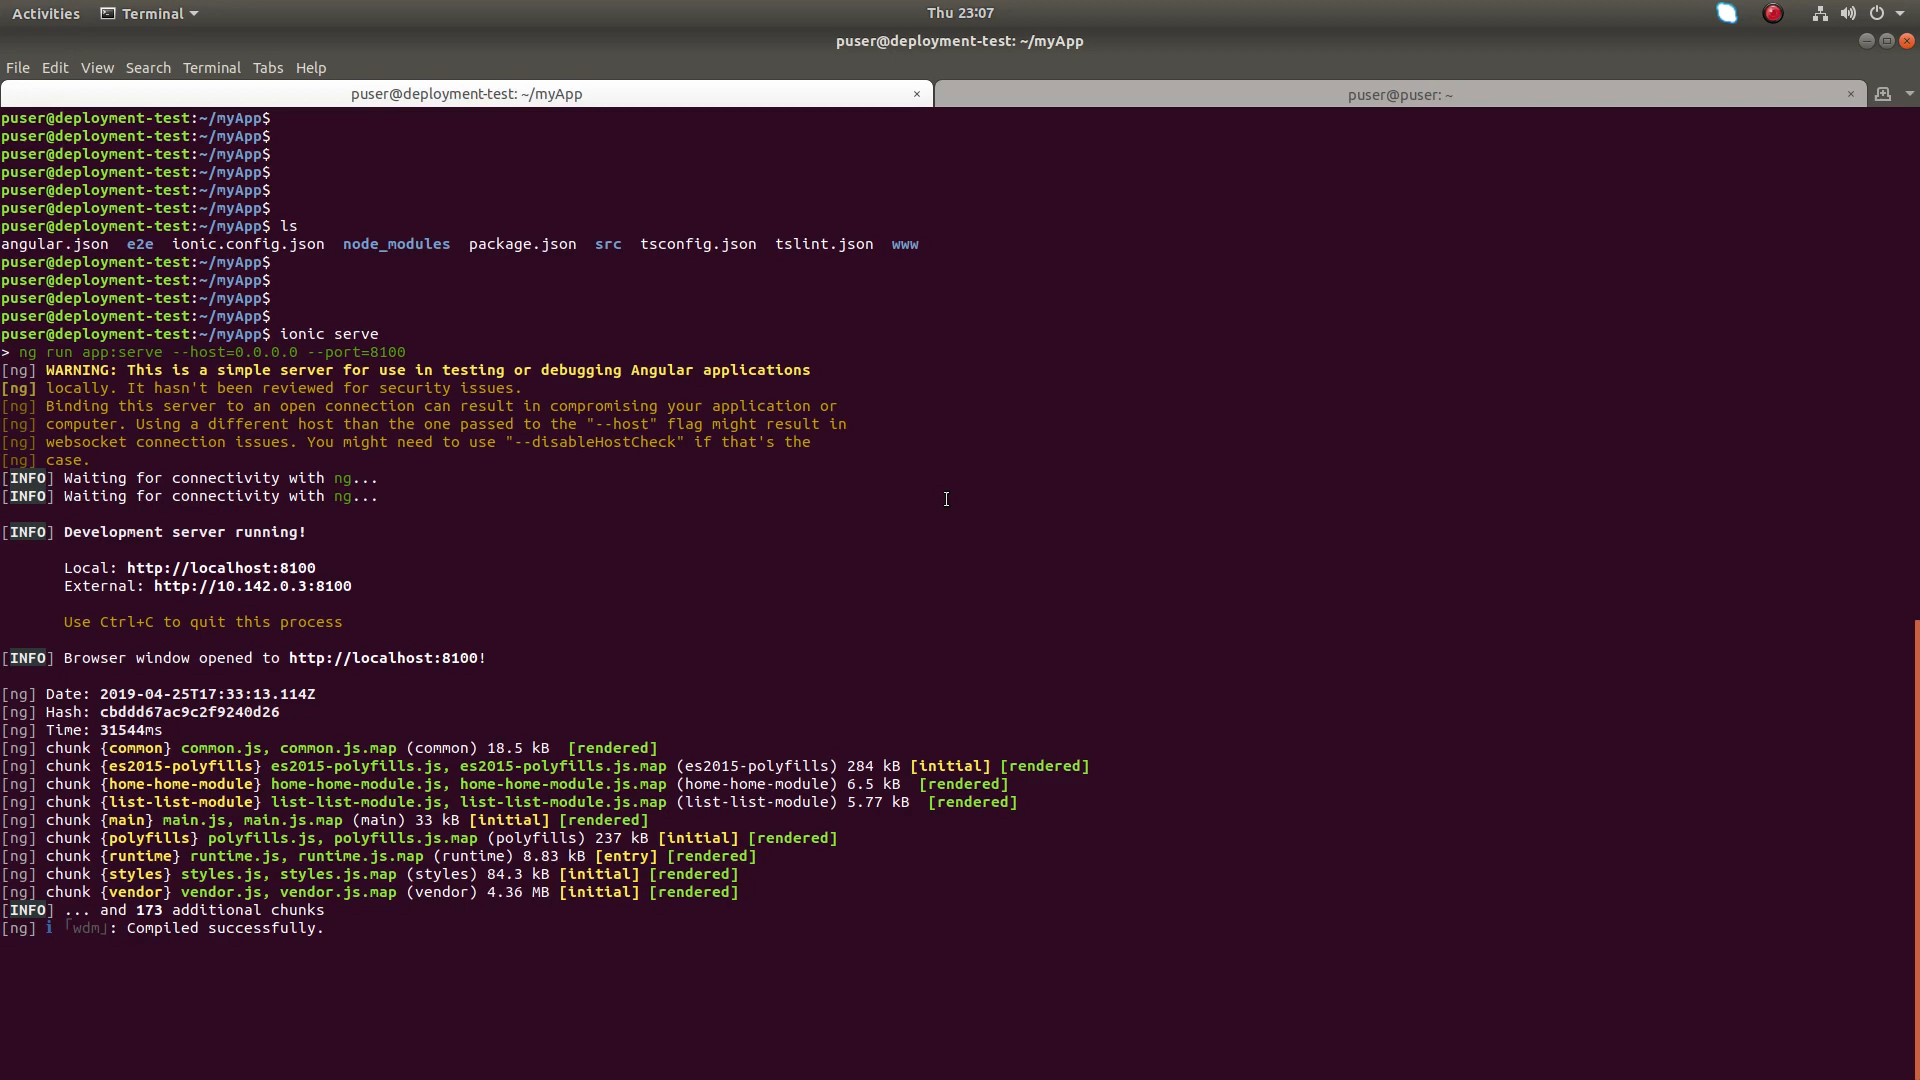 Activities Terminal Thu 23:07
puser@deployment-test: ~/myApp
File Edit View Search Terminal Tabs Help
puser@deployment-test: ~/myApp × puser@puser: ~ ×
puser@deployment-test:~/myApp$
puser@deployment-test:~/myApp$
puser@deployment-test:~/myApp$
puser@deployment-test:~/myApp$
puser@deployment-test:~/myApp$
puser@deployment-test:~/myApp$
puser@deployment-test:~/myApp$ ls
angular.json e2e ionic.config.json node_modules package.json src tsconfig.json tslint.json www
puser@deployment-test:~/myApp$
puser@deployment-test:~/myApp$
puser@deployment-test:~/myApp$
puser@deployment-test:~/myApp$
puser@deployment-test:~/myApp$ ionic serve
> ng run app:serve --host=0.0.0.0 --port=8100
[ng] WARNING: This is a simple server for use in testing or debugging Angular applications
[ng] locally. It hasn't been reviewed for security issues.
[ng] Binding this server to an open connection can result in compromising your application or
[ng] computer. Using a different host than the one passed to the "--host" flag might result in
[ng] websocket connection issues. You might need to use "--disableHostCheck" if that's the
[ng] case.
[INFO] Waiting for connectivity with ng...
[INFO] Waiting for connectivity with ng...
[INFO] Development server running!
Local: http://localhost:8100
External: http://10.142.0.3:8100
Use Ctrl+C to quit this process
[INFO] Browser window opened to http://localhost:8100!
[ng] Date: 2019-04-25T17:33:13.114Z
[ng] Hash: cbddd67ac9c2f9240d26
[ng] Time: 31544ms
[ng] chunk {common} common.js, common.js.map (common) 18.5 kB [rendered]
[ng] chunk {es2015-polyfills} es2015-polyfills.js, es2015-polyfills.js.map (es2015-polyfills) 284 kB [initial] [rendered]
[ng] chunk {home-home-module} home-home-module.js, home-home-module.js.map (home-home-module) 6.5 kB [rendered]
[ng] chunk {list-list-module} list-list-module.js, list-list-module.js.map (list-list-module) 5.77 kB [rendered]
[ng] chunk {main} main.js, main.js.map (main) 33 kB [initial] [rendered]
[ng] chunk {polyfills} polyfills.js, polyfills.js.map (polyfills) 237 kB [initial] [rendered]
[ng] chunk {runtime} runtime.js, runtime.js.map (runtime) 8.83 kB [entry] [rendered]
[ng] chunk {styles} styles.js, styles.js.map (styles) 84.3 kB [initial] [rendered]
[ng] chunk {vendor} vendor.js, vendor.js.map (vendor) 4.36 MB [initial] [rendered]
[INFO] ... and 173 additional chunks
[ng] ℹ ｢wdm｣: Compiled successfully.